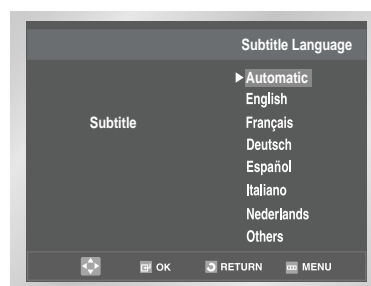 Subtitle Language
Automatic
English
Subtitle
Français
Deutsch
Español
Italiano
Nederlands
Others
OK RETURN MENU